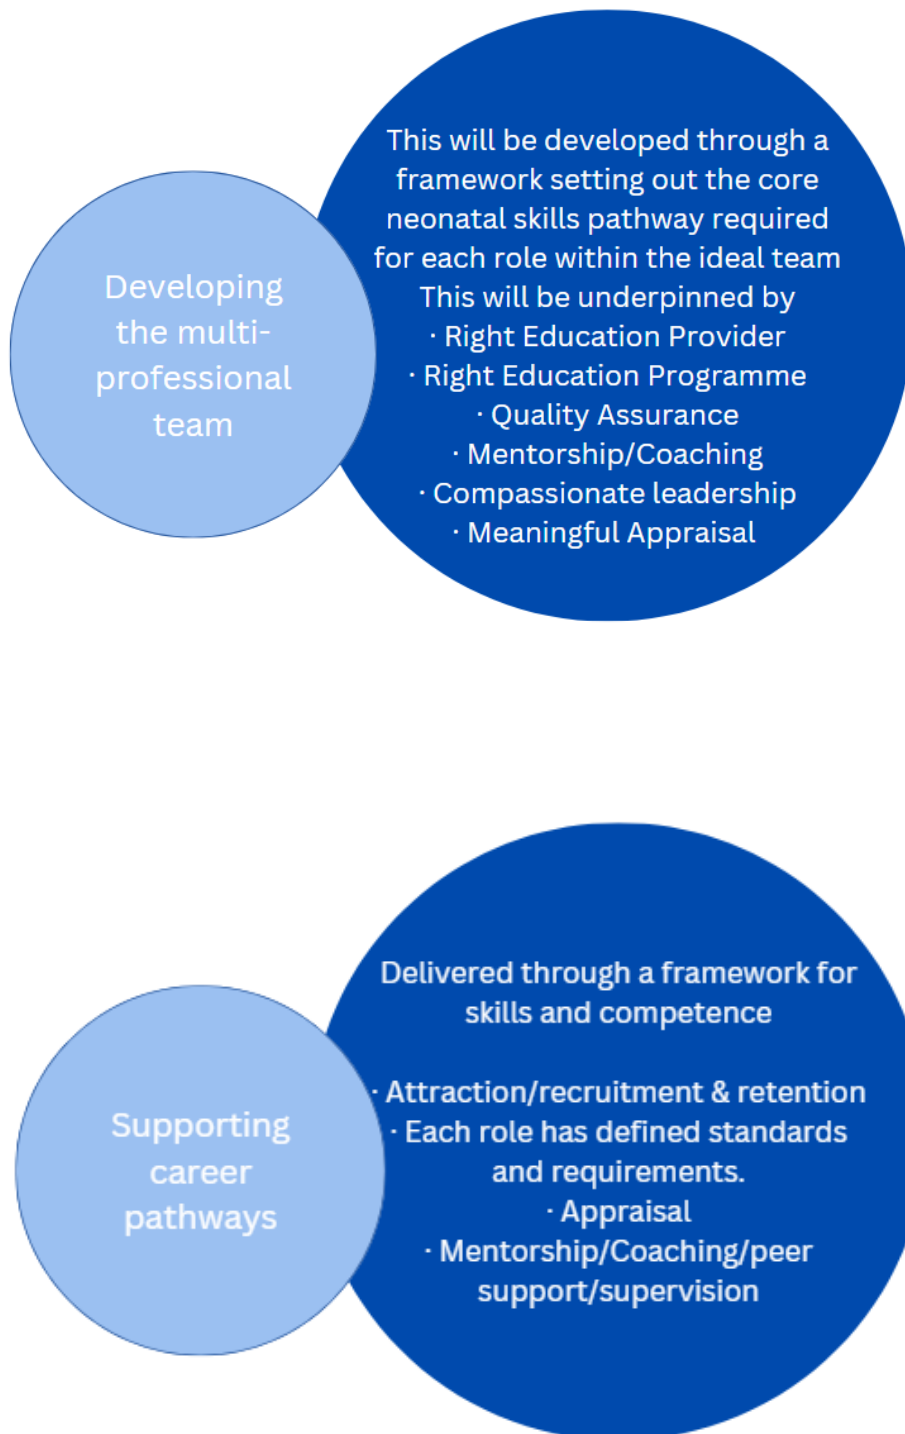 Developing
the multi-
professional
team
This will be developed through a
framework setting out the core
neonatal skills pathway required
for each role within the ideal team
This will be underpinned by
· Right Education Provider
· Right Education Programme
· Quality Assurance
· Mentorship/Coaching
· Compassionate leadership
· Meaningful Appraisal
Supporting
career
pathways
Delivered through a framework for
skills and competence
· Attraction/recruitment & retention
· Each role has defined standards
and requirements.
· Appraisal
· Mentorship/Coaching/peer
support/supervision